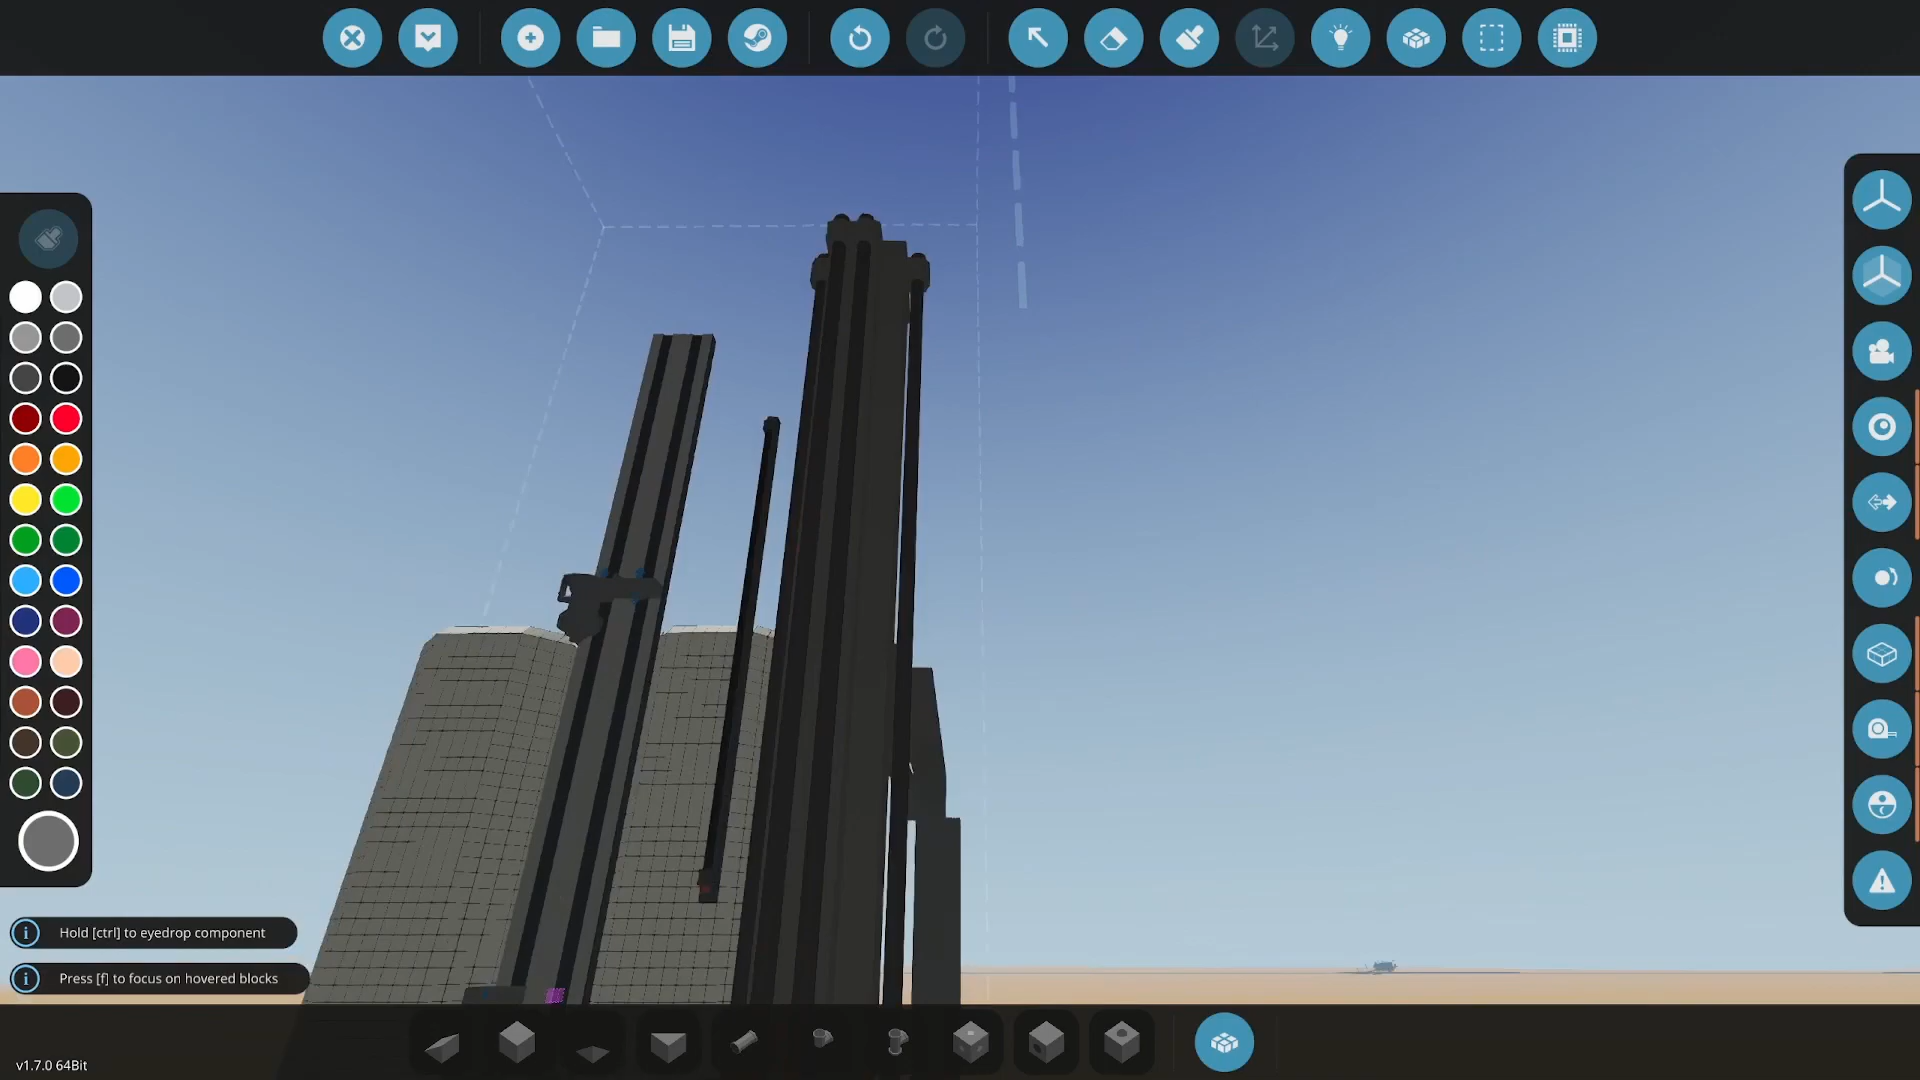 Hold [ctrl] to eyedrop component
Press [f] to focus on hovered blocks
v1.7.0 64Bit